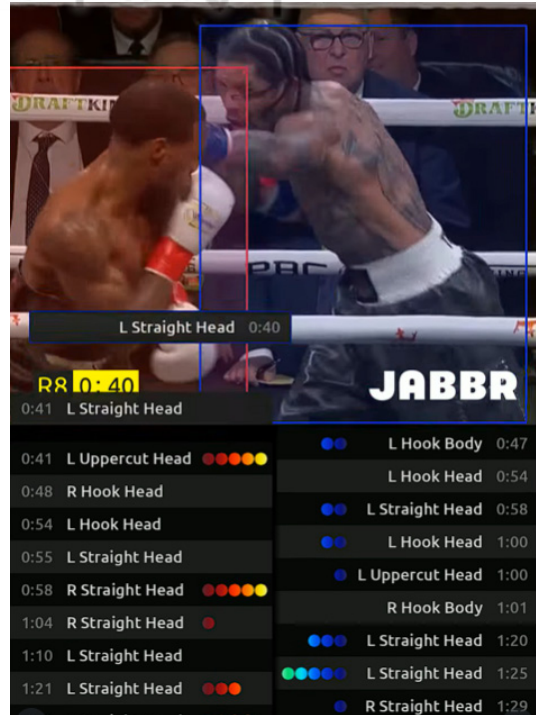 DRAFTKI
DRAFTKI
PBC
KING
L Straight Head 0:40
R8 0:40
JABBR
0:41 L Straight Head
0:41 L Uppercut Head
0:48 R Hook Head
0:54 L Hook Head
0:55 L Straight Head
0:58 R Straight Head
1:04 R Straight Head
1:10 L Straight Head
1:21 L Straight Head
L Hook Body 0:47
L Hook Head 0:54
L Straight Head 0:58
L Hook Head 1:00
L Uppercut Head 1:00
R Hook Body 1:01
L Straight Head 1:20
L Straight Head 1:25
R Straight Head 1:29